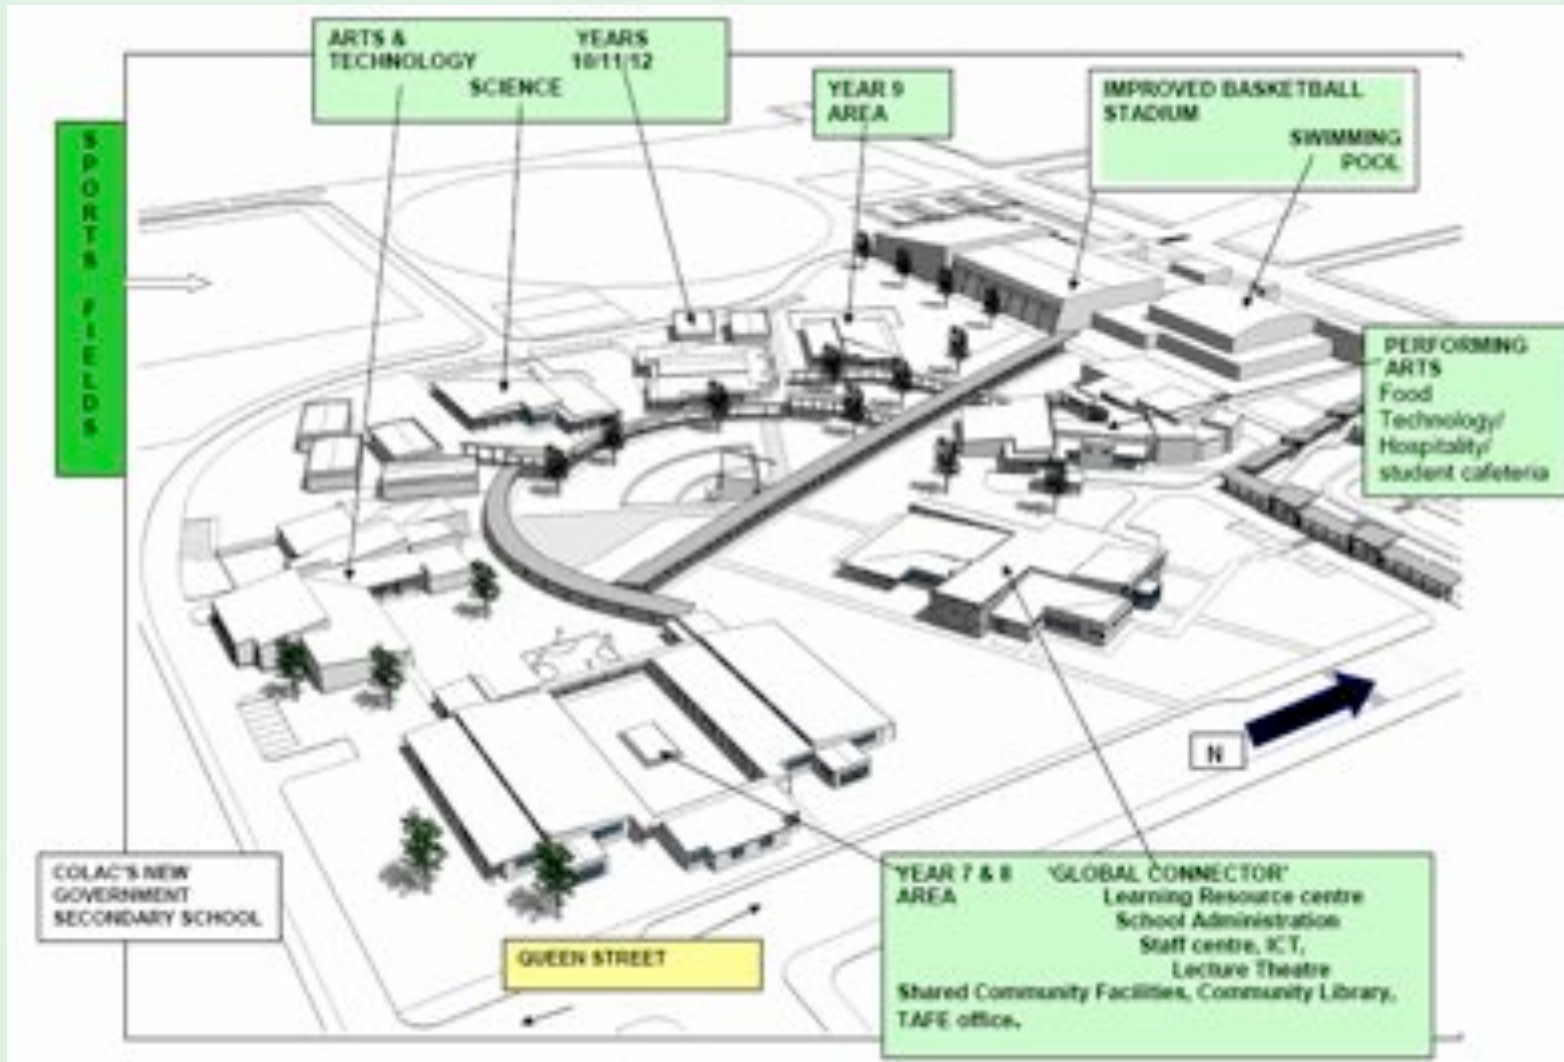 ARTS & YEARS
TECHNOLOGY 10/11/12
SCIENCE
YEAR 9
AREA
IMPROVED BASKETBALL
STADIUM
SWIMMING
POOL
SPORTS FIELDS
PERFORMING
ARTS
Food
Technology/
Hospitality/
student cafeteria
N
COLAC'S NEW
GOVERNMENT
SECONDARY SCHOOL
QUEEN STREET
YEAR 7 & 8 'GLOBAL CONNECTOR'
AREA Learning Resource centre
School Administration
Staff centre, ICT,
Lecture Theatre
Shared Community Facilities, Community Library,
TAFE office.